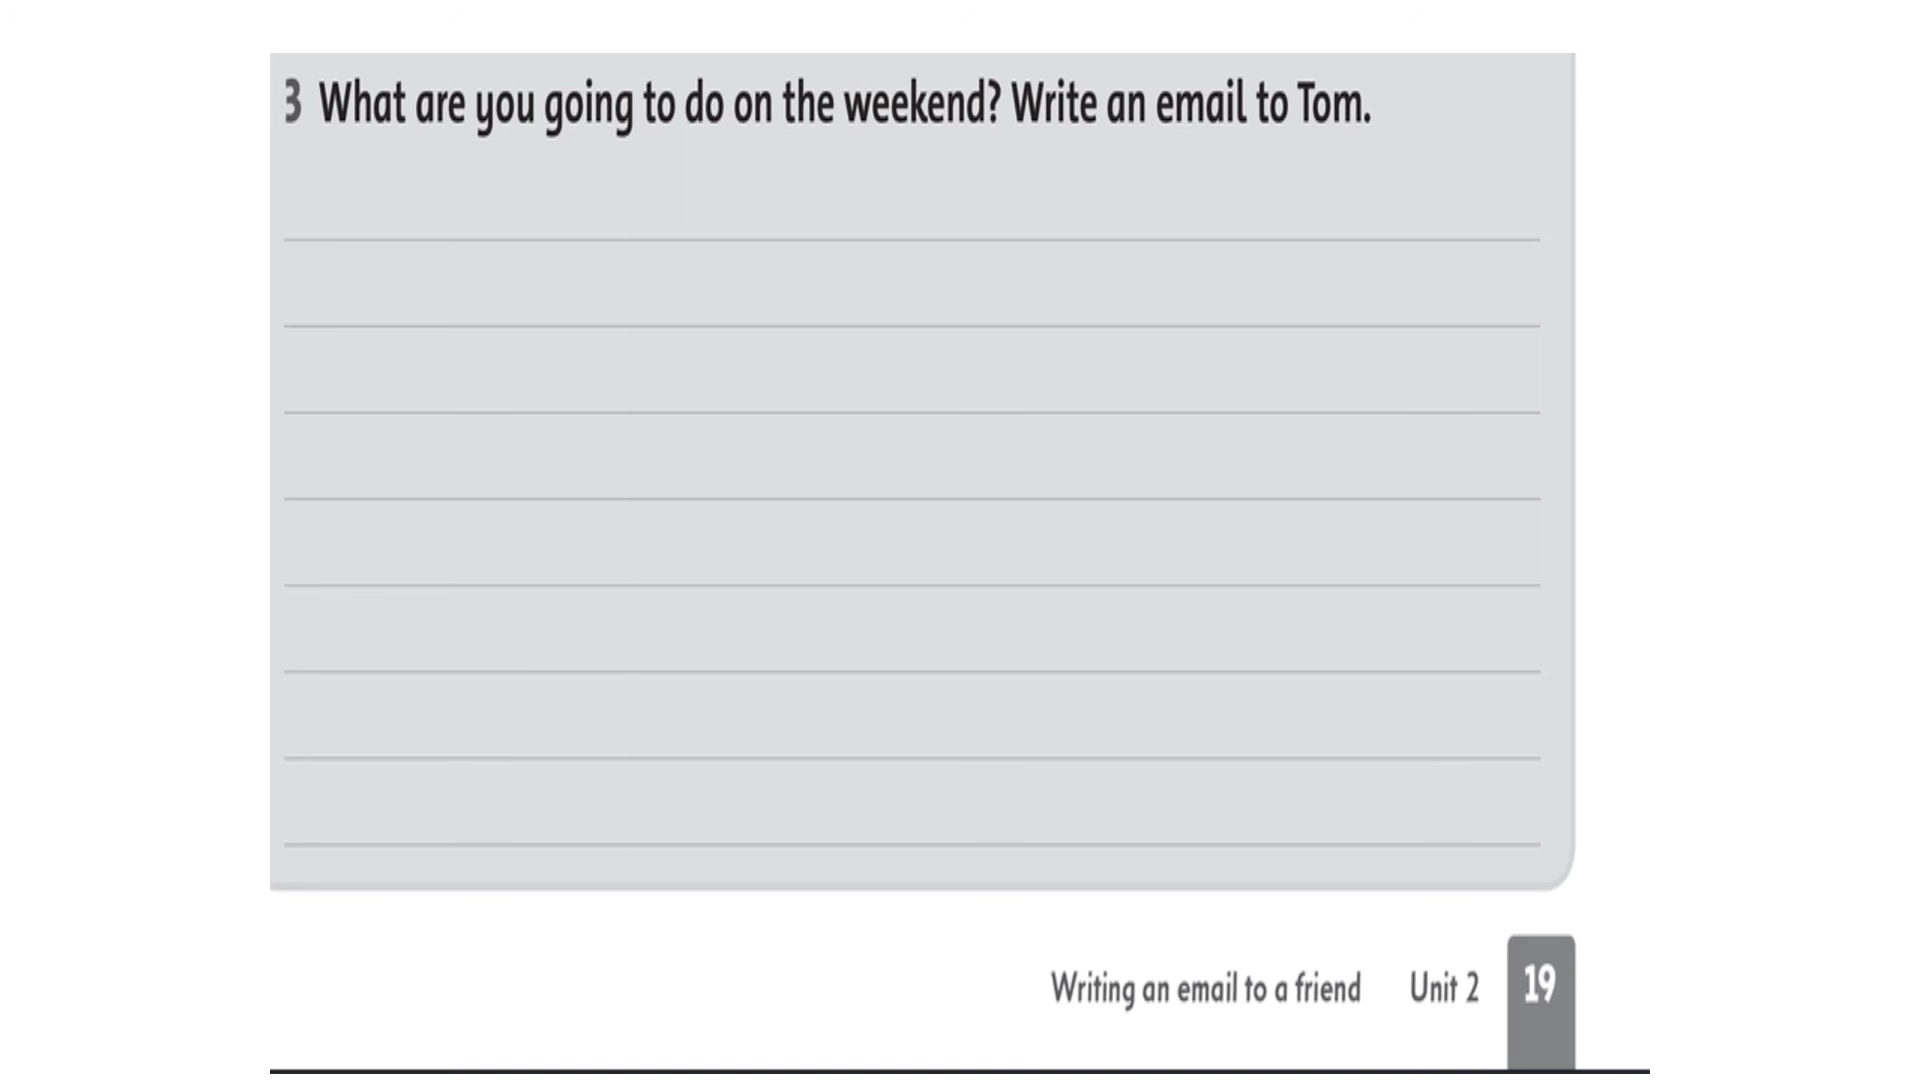 3 What are you going to do on the weekend? Write an email to Tom.
Writing an email to a friend Unit 2 19